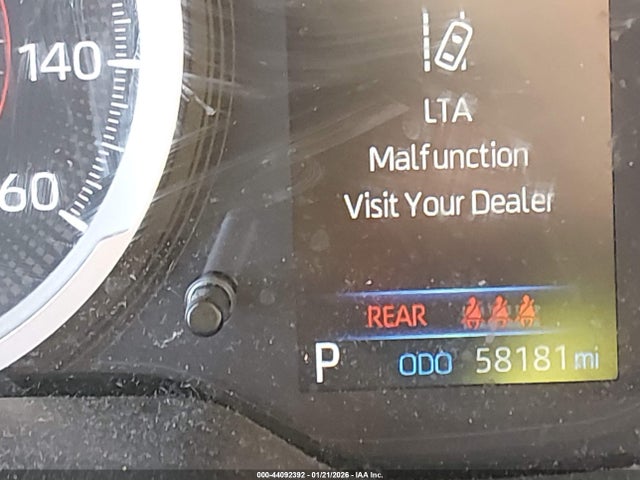 140
60
LTA
Malfunction
Visit Your Dealer
REAR
P ODO 58181 mi
000-44092392 - 01/21/2026 - IAA Inc.